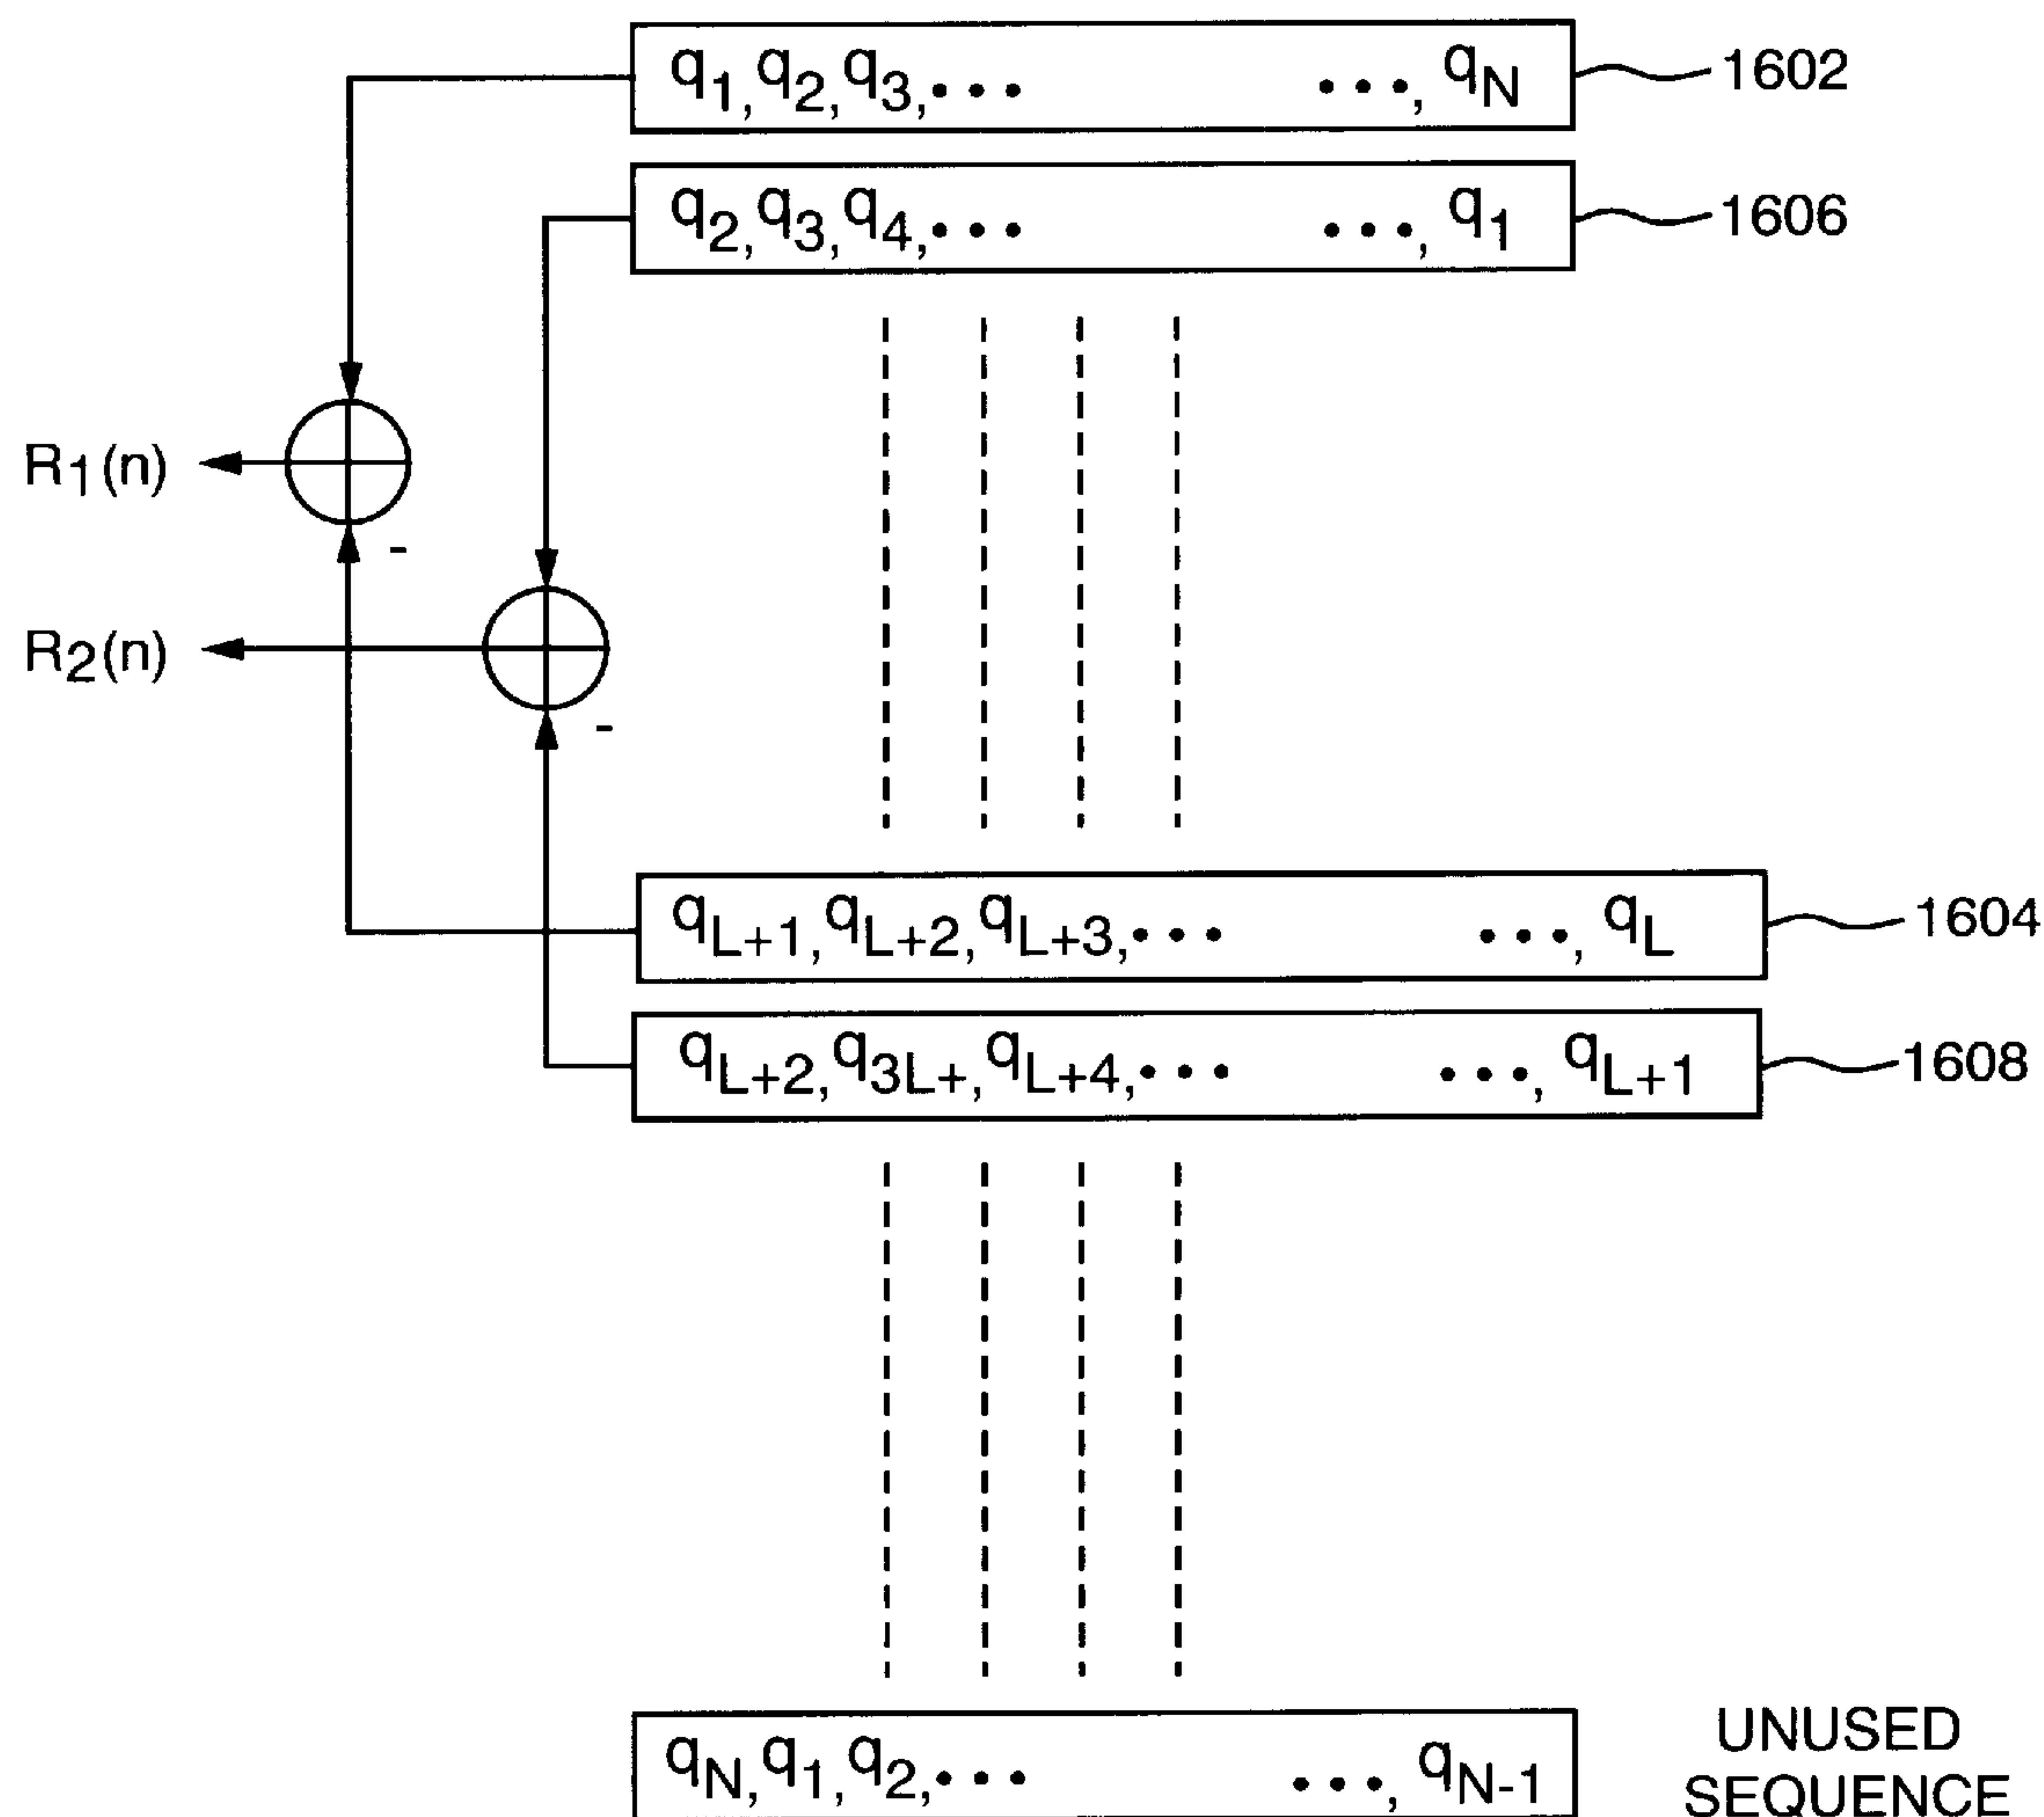 q1, q2, q3, ••• •••, qN 1602
q2, q3, q4, ••• •••, q1 1606
R1(n)
-
R2(n)
-
qL+1, qL+2, qL+3, ••• •••, qL 1604
qL+2, q3L+, qL+4, ••• •••, qL+1 1608
qN, q1, q2, ••• •••, qN-1
UNUSED
SEQUENCE